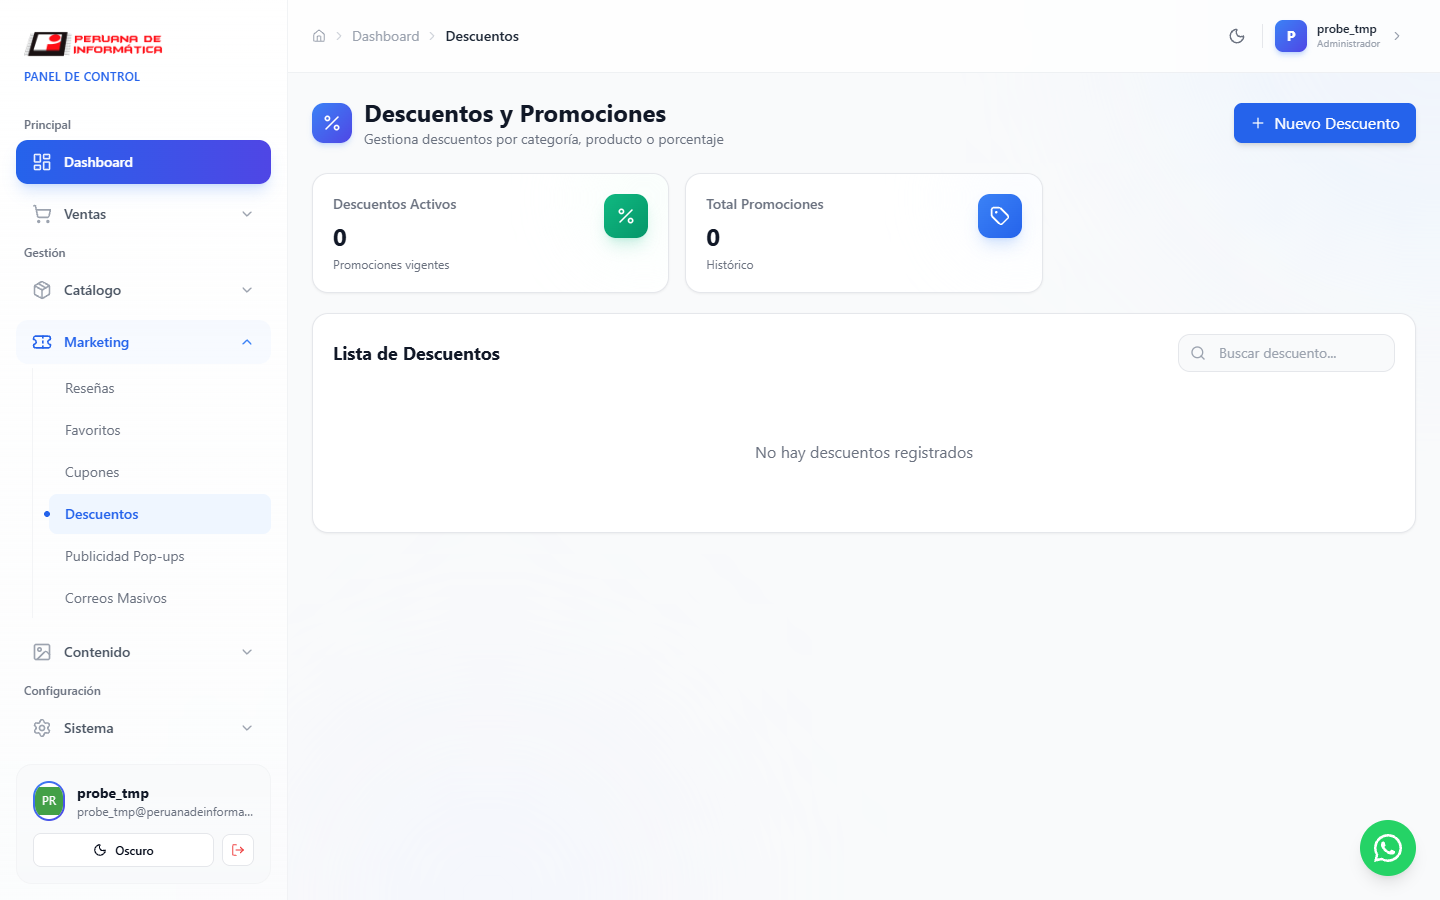 PERUANA DE
INFORMÁTICA
PANEL DE CONTROL
Principal
Dashboard
Ventas
Gestión
Catálogo
Marketing
Reseñas
Favoritos
Cupones
Descuentos
Publicidad Pop-ups
Correos Masivos
Contenido
Configuración
Sistema
PR
probe_tmp
probe_tmp@peruanadeinforma...
Oscuro
Dashboard
Descuentos
P
probe_tmp
Administrador
Descuentos y Promociones
Gestiona descuentos por categoría, producto o porcentaje
Nuevo Descuento
Descuentos Activos
0
Promociones vigentes
Total Promociones
0
Histórico
Lista de Descuentos
Buscar descuento...
No hay descuentos registrados